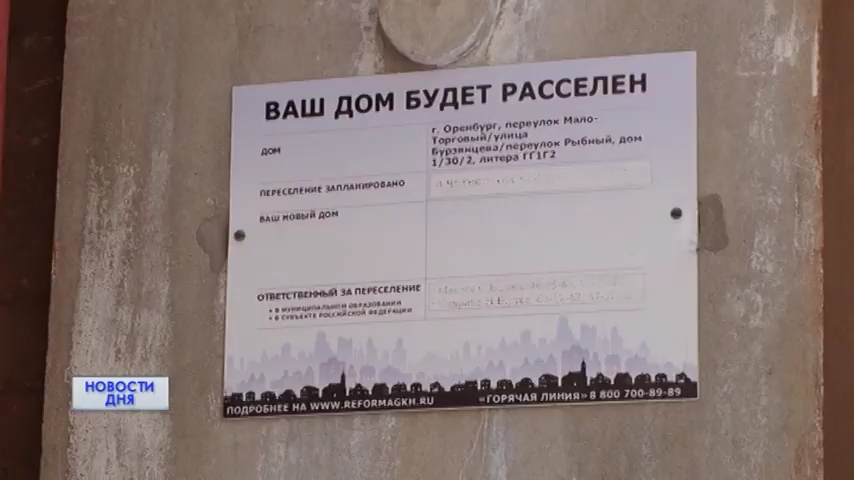 ВАШ ДОМ БУДЕТ РАССЕЛЕН
ДОМ
г. Оренбург, переулок Мало-
Торговый/улица
Бурзянцева/переулок Рыбный, дом
1/30/2, литера ГГ1Г2
ПЕРЕСЕЛЕНИЕ ЗАПЛАНИРОВАНО
ВАШ НОВЫЙ ДОМ
ОТВЕТСТВЕННЫЙ ЗА ПЕРЕСЕЛЕНИЕ
• В МУНИЦИПАЛЬНОМ ОБРАЗОВАНИИ
• В СУБЪЕКТЕ РОССИЙСКОЙ ФЕДЕРАЦИИ
ПОДРОБНЕЕ НА WWW.REFORMAGKH.RU
«ГОРЯЧАЯ ЛИНИЯ» 8 800 700-89-89
НОВОСТИ
ДНЯ